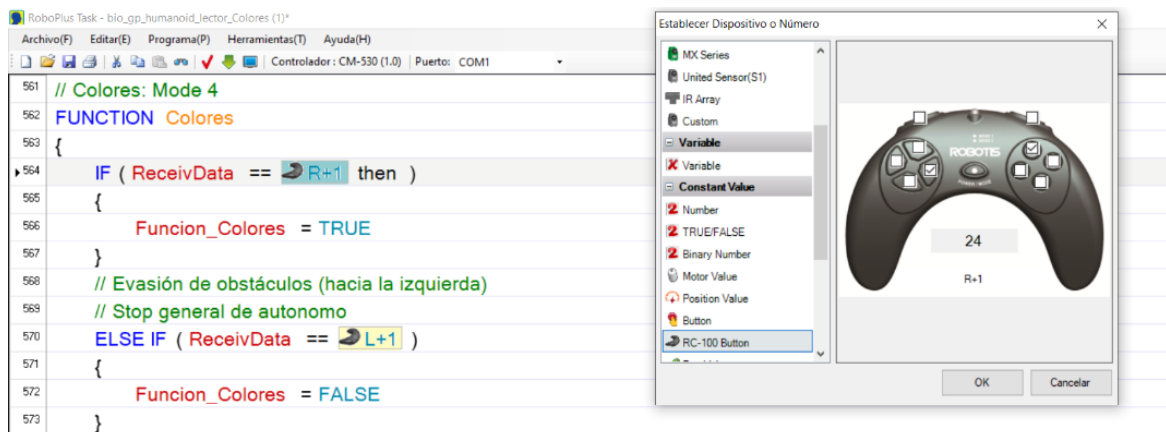 RoboPlus Task - bio_gp_humanoid_lector_Colores (1)*
Archivo(F) Editar(E) Programa(P) Herramientas(T) Ayuda(H)
Controlador : CM-530 (1.0) Puerto: COM1
561 // Colores: Mode 4
562 FUNCTION Colores
563 {
564 IF ( ReceivData == R+1 then )
565 {
566 Funcion_Colores = TRUE
567 }
568 // Evasión de obstáculos (hacia la izquierda)
569 // Stop general de autonomo
570 ELSE IF ( ReceivData == L+1 )
571 {
572 Funcion_Colores = FALSE
573 }
Establecer Dispositivo o Número
MX Series
United Sensor(S1)
IR Array
Custom
Variable
Variable
Constant Value
Number
TRUE/FALSE
Binary Number
Motor Value
Position Value
Button
RC-100 Button
ROBOTIS
24
R+1
OK Cancelar